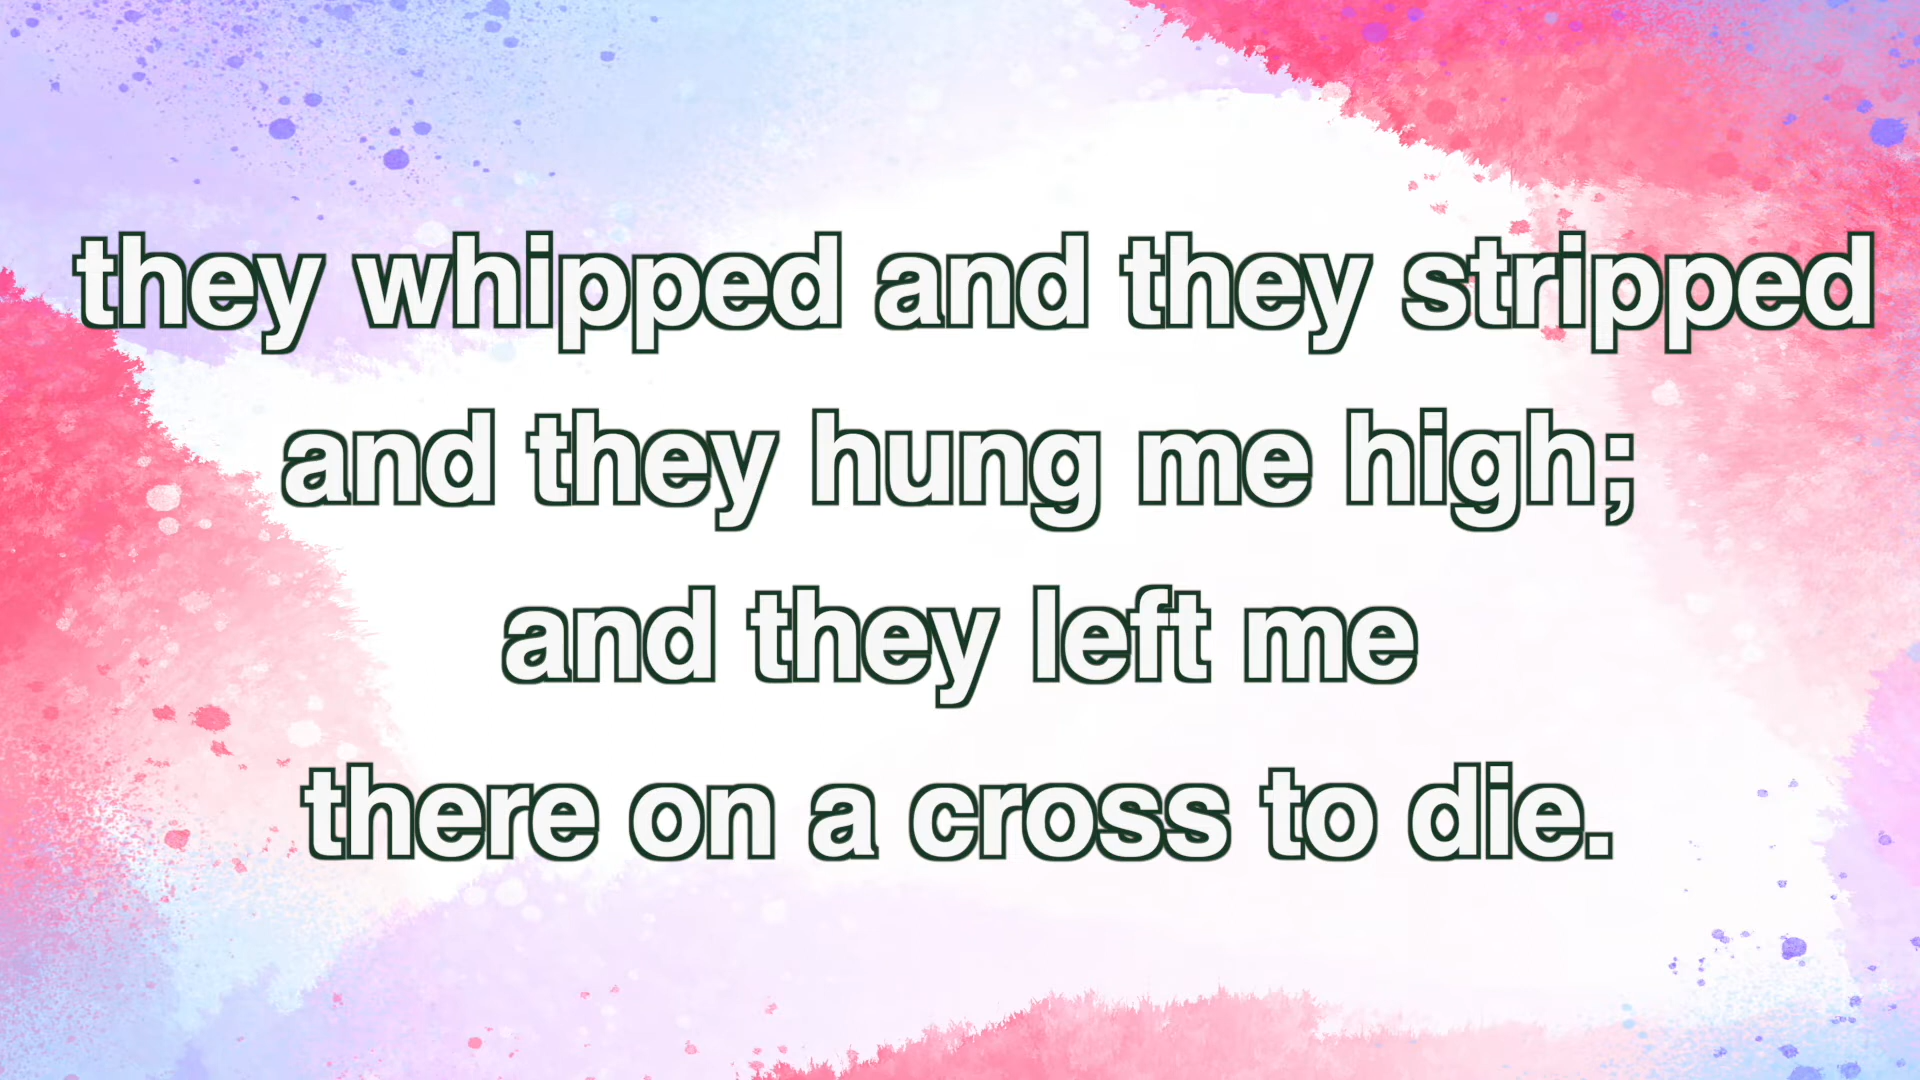 they whipped and they stripped
and they hung me high;
and they left me
there on a cross to die.